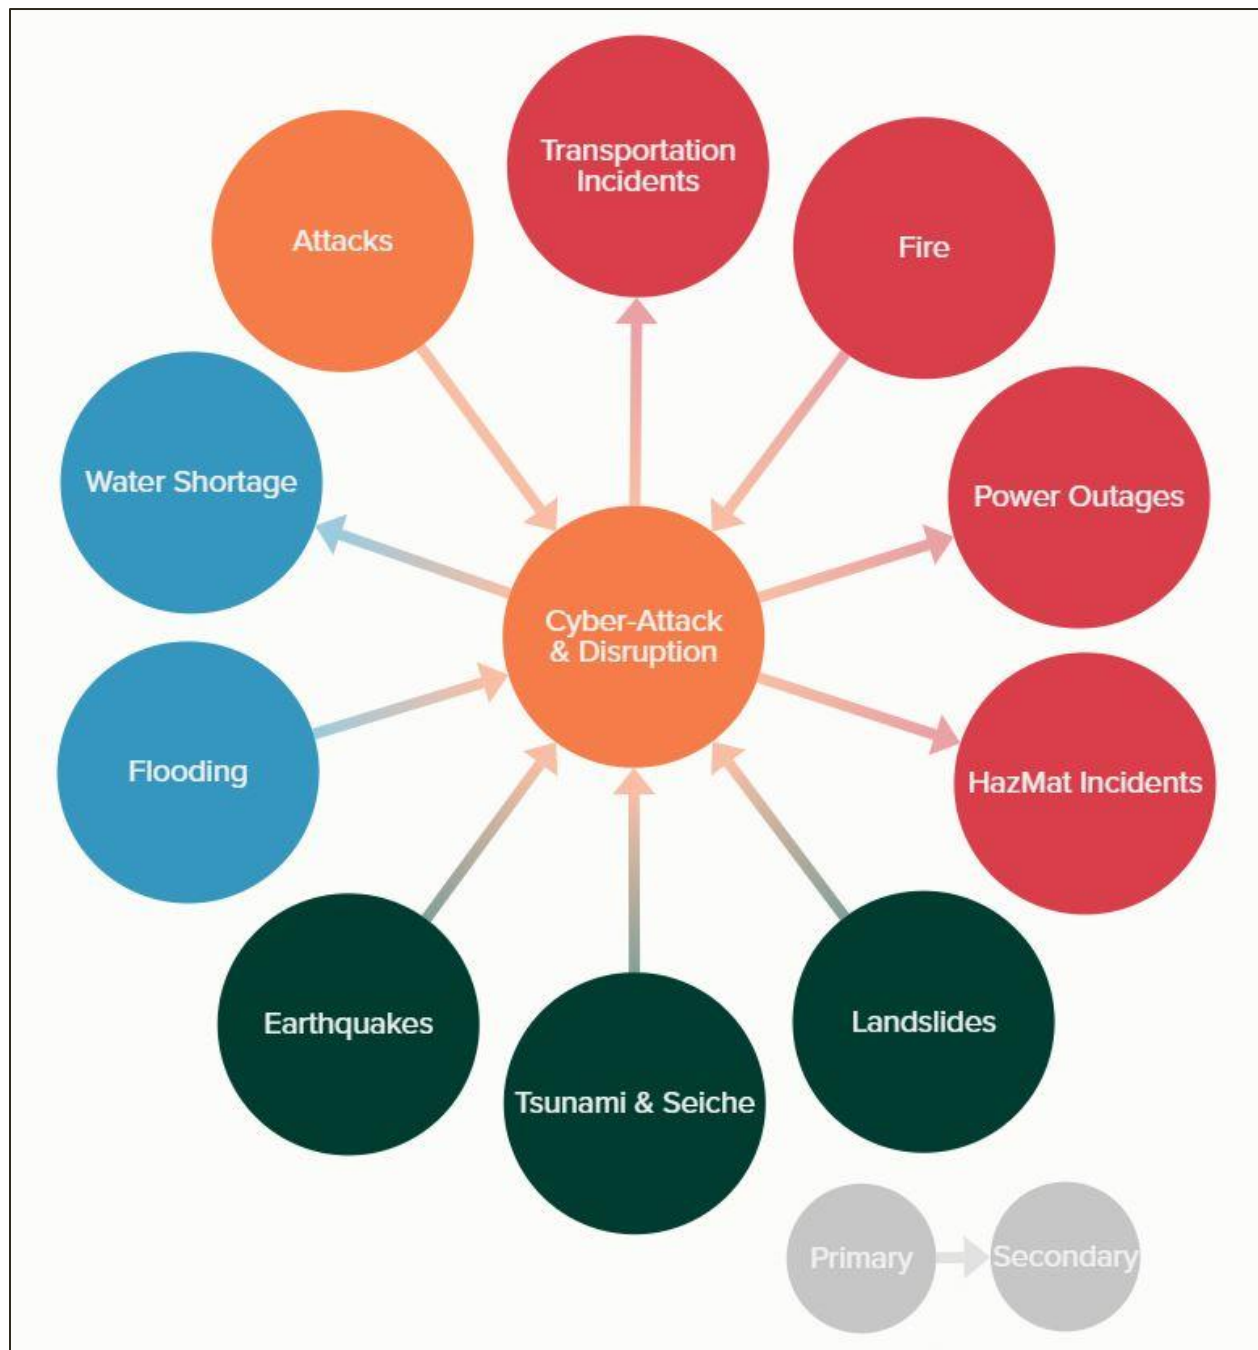 Transportation
Incidents
Attacks
Fire
Water Shortage
Power Outages
Cyber-Attack
& Disruption
Flooding
HazMat Incidents
Earthquakes
Landslides
Tsunami & Seiche
Primary
Secondary